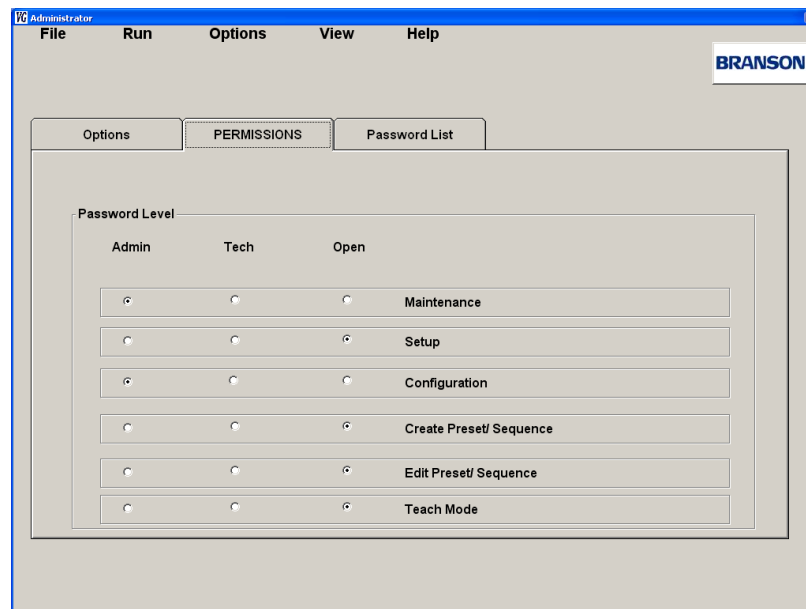 VG Administrator
File Run Options View Help
BRANSON
Options PERMISSIONS Password List
Password Level
Admin Tech Open
Maintenance
Setup
Configuration
Create Preset/ Sequence
Edit Preset/ Sequence
Teach Mode